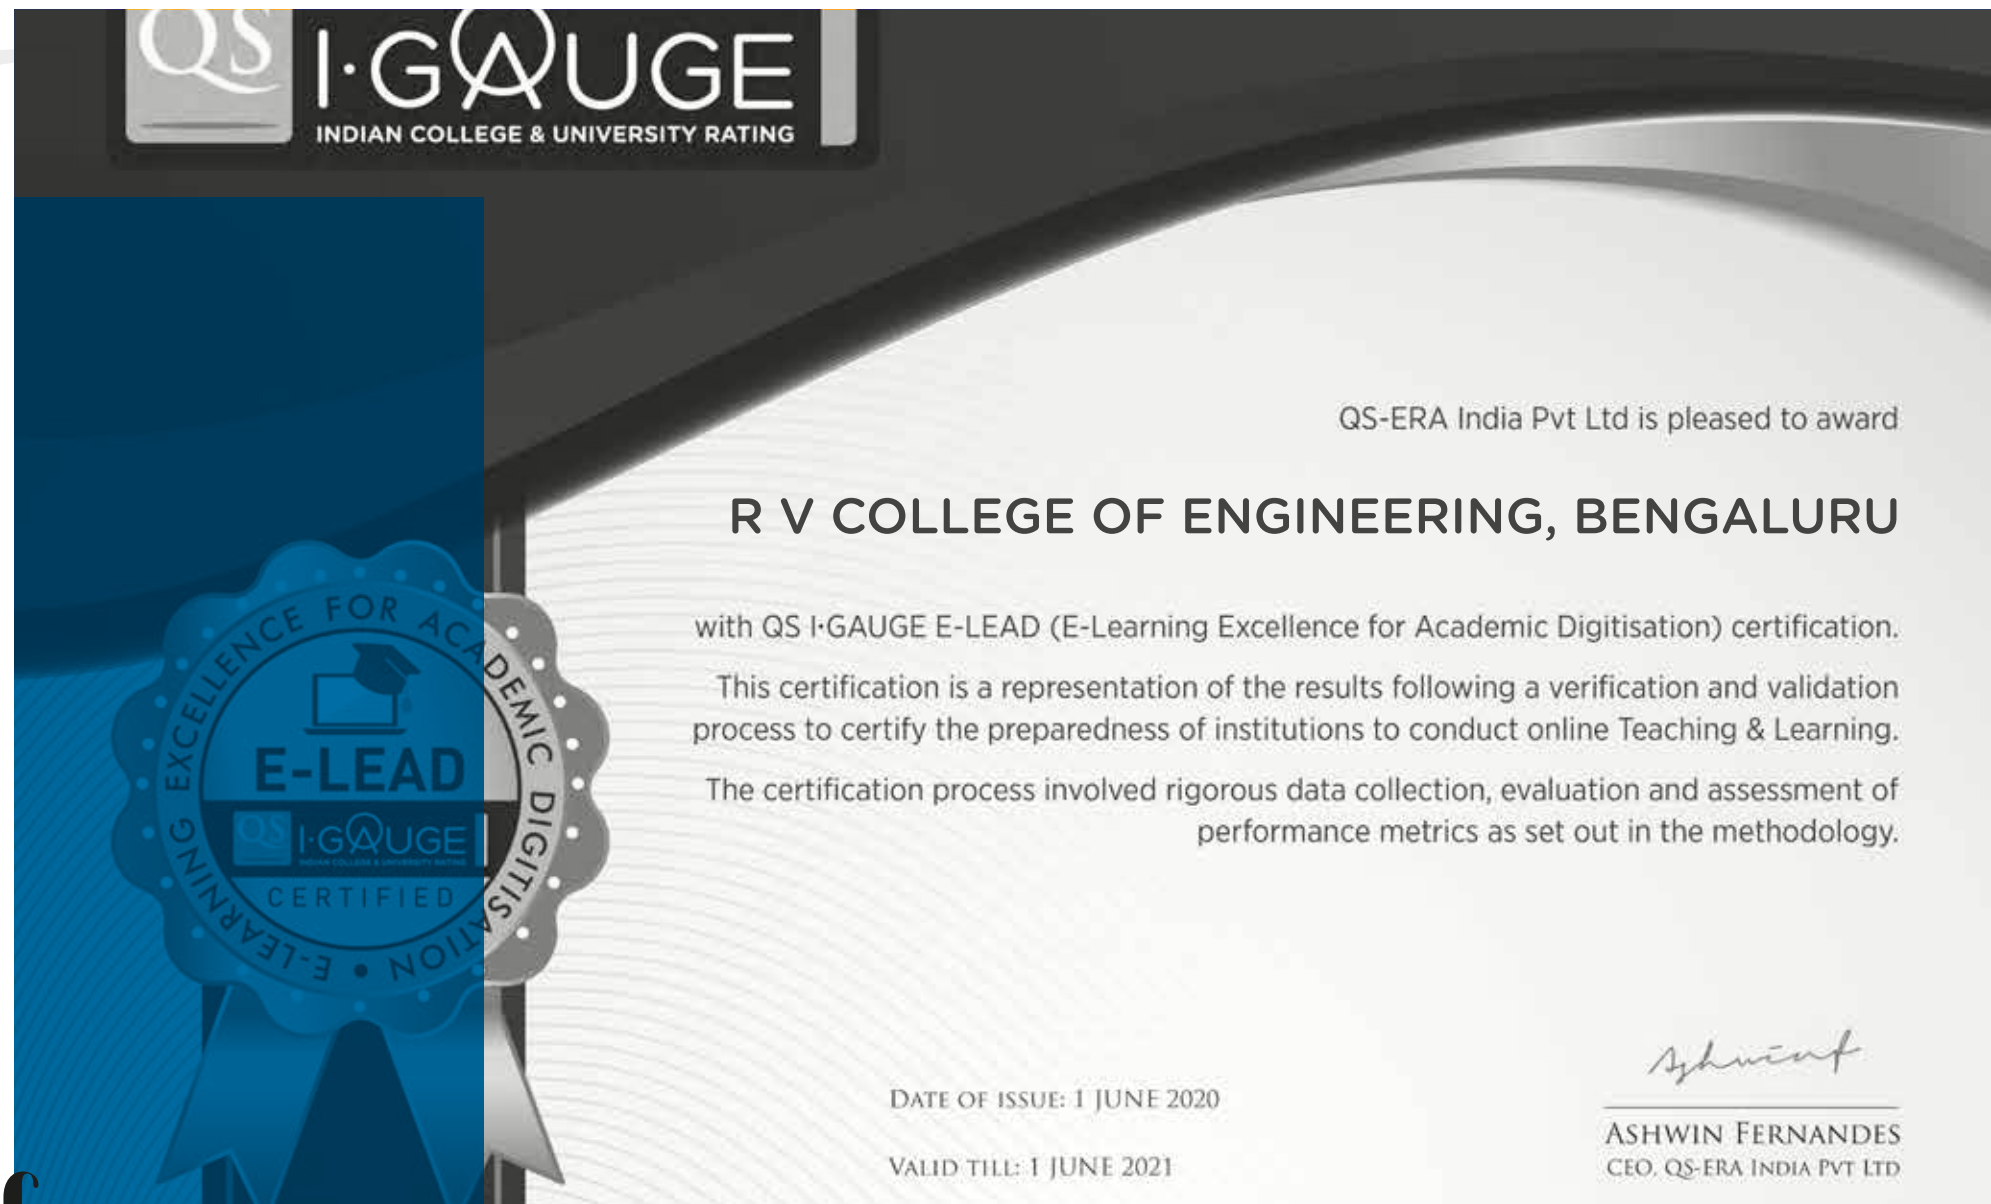 QS I·GAUGE
INDIAN COLLEGE & UNIVERSITY RATING
QS-ERA India Pvt Ltd is pleased to award
R V COLLEGE OF ENGINEERING, BENGALURU
with QS I·GAUGE E-LEAD (E-Learning Excellence for Academic Digitisation) certification.
This certification is a representation of the results following a verification and validation
process to certify the preparedness of institutions to conduct online Teaching & Learning.
The certification process involved rigorous data collection, evaluation and assessment of
performance metrics as set out in the methodology.
E-LEARNING EXCELLENCE FOR ACADEMIC DIGITISATION •
E-LEAD
QS I·GAUGE
INDIAN COLLEGE & UNIVERSITY RATING
CERTIFIED
DATE OF ISSUE: 1 JUNE 2020
VALID TILL: 1 JUNE 2021
Ashwinf
ASHWIN FERNANDES
CEO, QS-ERA INDIA PVT LTD
f